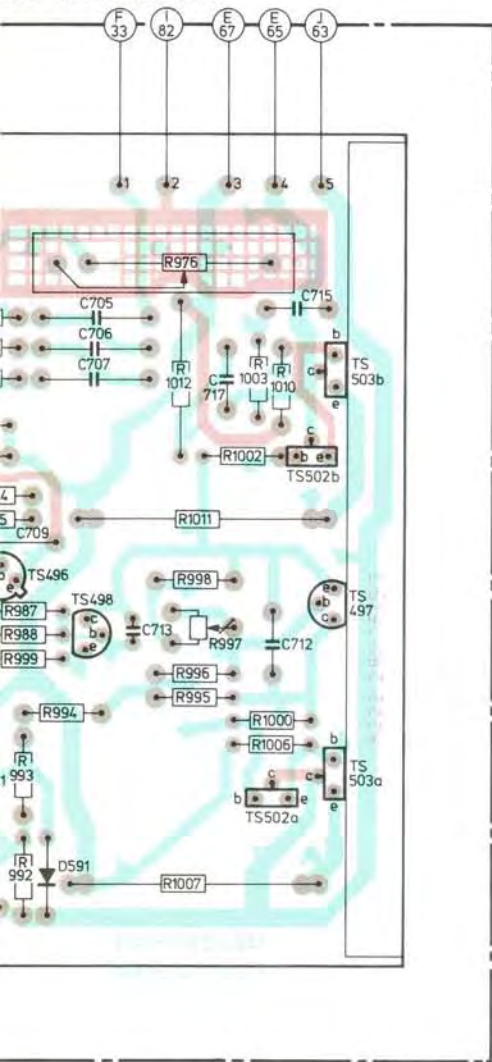 F 33
I 82
E 67
E 65
J 63
1 2 3 4 5
R976
C705
C715
C706
C707
R 1012
C 717
R 1003
R 1010
b
c
e
TS 503b
c
R1002
b e
TS502b
4
5
R1011
C709
b
e
TS496
R998
e
b
c
TS 497
R987
TS498
c
b
e
R988
C713
R997
C712
R999
R996
R995
R994
R1000
R1006
R 993
b
c
e
TS 503a
c
b e
TS502a
1
R 992
D591
R1007